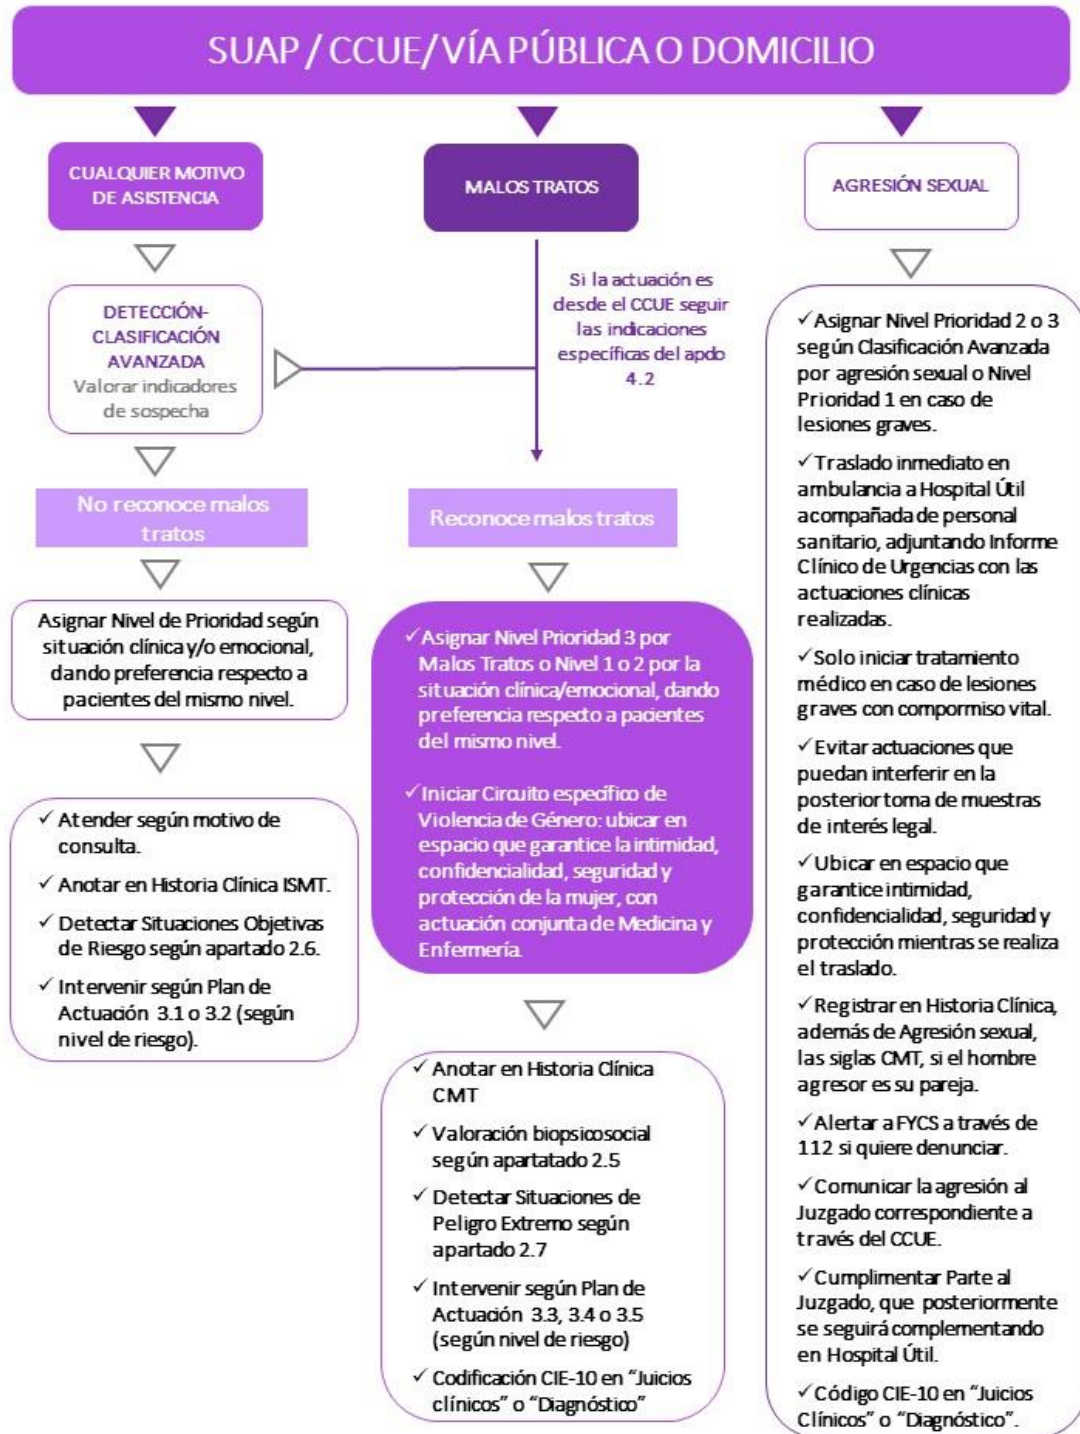 SUAP / CCUE/VÍA PÚBLICA O DOMICILIO
CUALQUIER MOTIVO
DE ASISTENCIA
MALOS TRATOS
AGRESIÓN SEXUAL
DETECCIÓN-
CLASIFICACIÓN
AVANZADA
Valorar indicadores
de sospecha
Si la actuación es
desde el CCUE seguir
las indicaciones
específicas del apdo
4.2
No reconoce malos
tratos
Reconoce malos tratos
Asignar Nivel de Prioridad según
situación clínica y/o emocional,
dando preferencia respecto a
pacientes del mismo nivel.
✓ Atender según motivo de
consulta.
✓ Anotar en Historia Clínica ISMT.
✓ Detectar Situaciones Objetivas
de Riesgo según apartado 2.6.
✓ Intervenir según Plan de
Actuación 3.1 o 3.2 (según
nivel de riesgo).
✓Asignar Nivel Prioridad 3 por
Malos Tratos o Nivel 1 o 2 por la
situación clínica/emocional, dando
preferencia respecto a pacientes
del mismo nivel.
✓Iniciar Circuito específico de
Violencia de Género: ubicar en
espacio que garantice la intimidad,
confidencialidad, seguridad y
protección de la mujer, con
actuación conjunta de Medicina y
Enfermería.
✓ Anotar en Historia Clínica
CMT
✓ Valoración biopsicosocial
según apartatado 2.5
✓ Detectar Situaciones de
Peligro Extremo según
apartado 2.7
✓ Intervenir según Plan de
Actuación 3.3, 3.4 o 3.5
(según nivel de riesgo)
✓ Codificación CIE-10 en "Juicios
clínicos" o "Diagnóstico"
✓Asignar Nivel Prioridad 2 o 3
según Clasificación Avanzada
por agresión sexual o Nivel
Prioridad 1 en caso de
lesiones graves.
✓Traslado inmediato en
ambulancia a Hospital Útil
acompañada de personal
sanitario, adjuntando Informe
Clínico de Urgencias con las
actuaciones clínicas
realizadas.
✓Solo iniciar tratamiento
médico en caso de lesiones
graves con compormiso vital.
✓Evitar actuaciones que
puedan interferir en la
posterior toma de muestras
de interés legal.
✓Ubicar en espacio que
garantice intimidad,
confidencialidad, seguridad y
protección mientras se realiza
el traslado.
✓Registrar en Historia Clínica,
además de Agresión sexual,
las siglas CMT, si el hombre
agresor es su pareja.
✓Alertar a FYCS a través de
112 si quiere denunciar.
✓Comunicar la agresión al
Juzgado correspondiente a
través del CCUE.
✓Cumplimentar Parte al
Juzgado, que posteriormente
se seguirá complementando
en Hospital Útil.
✓Código CIE-10 en "Juicios
Clínicos" o "Diagnóstico".